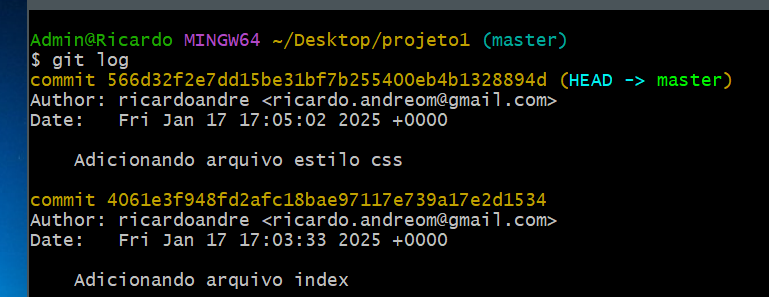 Admin@Ricardo MINGW64 ~/Desktop/projeto1 (master)
$ git log
commit 566d32f2e7dd15be31bf7b255400eb4b1328894d (HEAD -> master)
Author: ricardoandre <ricardo.andreom@gmail.com>
Date:   Fri Jan 17 17:05:02 2025 +0000
    Adicionando arquivo estilo css
commit 4061e3f948fd2afc18bae97117e739a17e2d1534
Author: ricardoandre <ricardo.andreom@gmail.com>
Date:   Fri Jan 17 17:03:33 2025 +0000
    Adicionando arquivo index